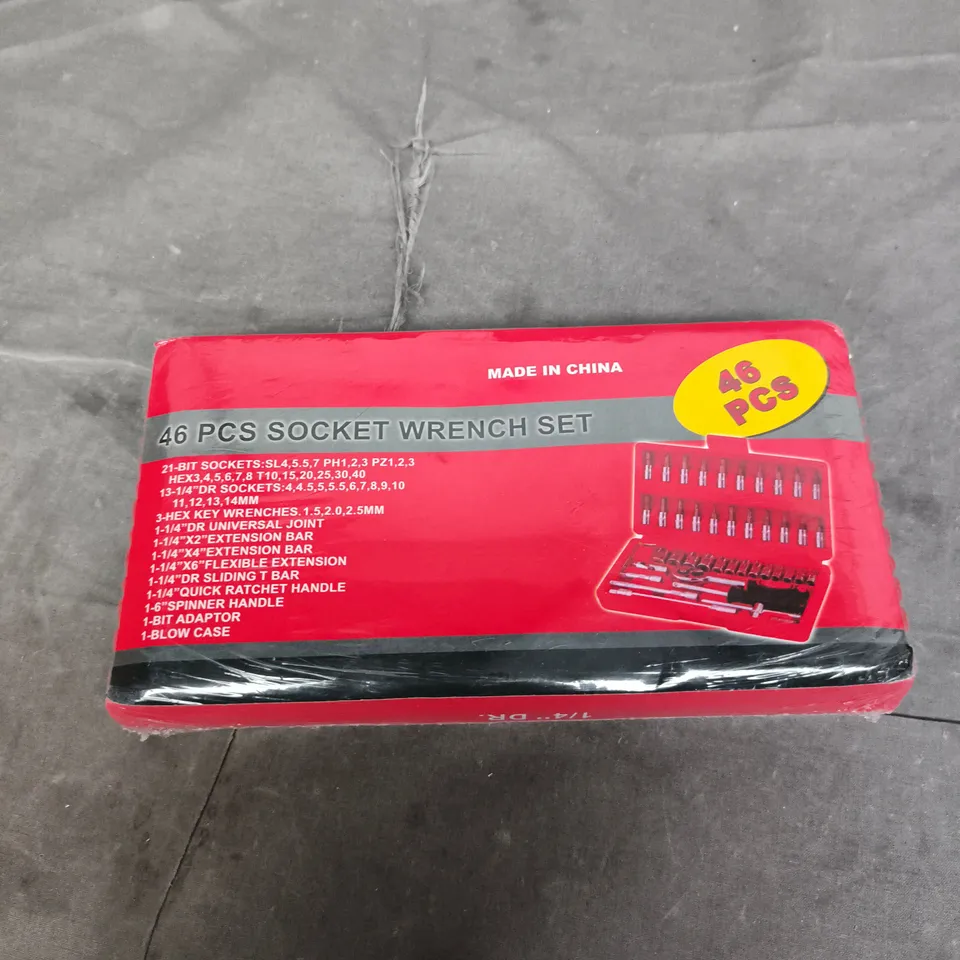 MADE IN CHINA
46
PCS
46 PCS SOCKET WRENCH SET
21-BIT SOCKETS:SL4,5.5,7 PH1,2,3 PZ1,2,3
HEX3,4,5,6,7,8 T10,15,20,25,30,40
13-1/4"DR SOCKETS:4,4.5,5,5.5,6,7,8,9,10
11,12,13,14MM
3-HEX KEY WRENCHES.1.5,2.0,2.5MM
1-1/4"DR UNIVERSAL JOINT
1-1/4"X2"EXTENSION BAR
1-1/4"X4"EXTENSION BAR
1-1/4"X6"FLEXIBLE EXTENSION
1-1/4"DR SLIDING T BAR
1-1/4"QUICK RATCHET HANDLE
1-6"SPINNER HANDLE
1-BIT ADAPTOR
1-BLOW CASE
1/4" DR.